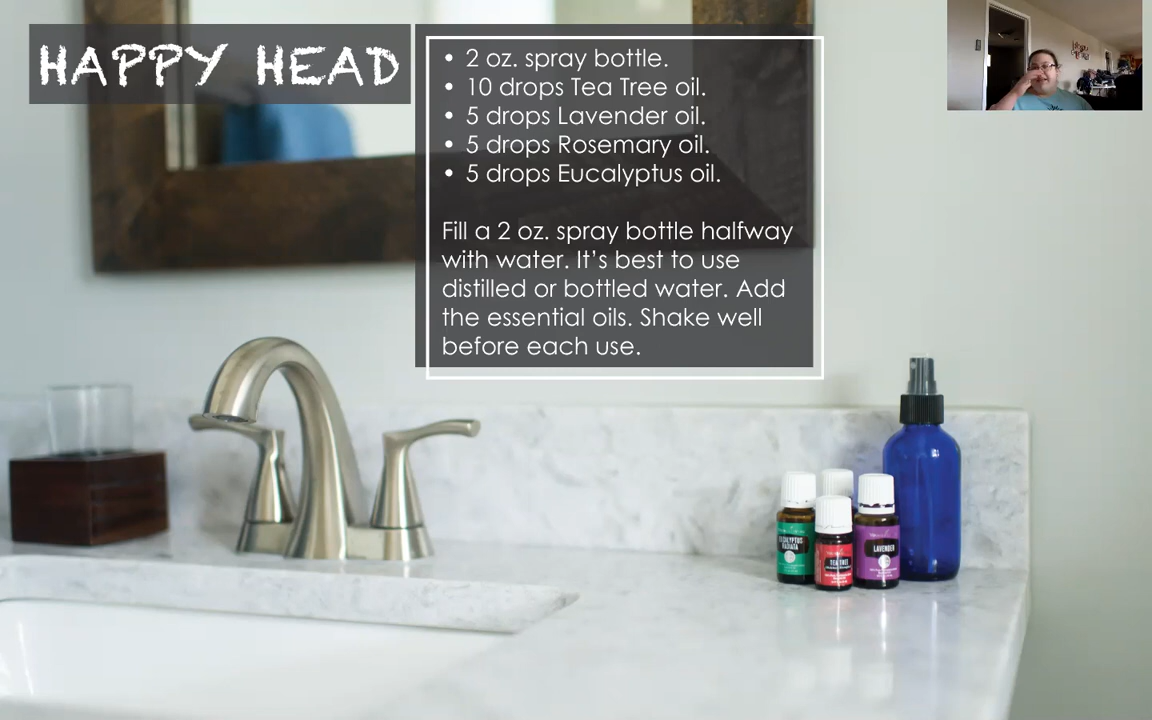 HAPPY HEAD
• 2 oz. spray bottle.
• 10 drops Tea Tree oil.
• 5 drops Lavender oil.
• 5 drops Rosemary oil.
• 5 drops Eucalyptus oil.
Fill a 2 oz. spray bottle halfway
with water. It’s best to use
distilled or bottled water. Add
the essential oils. Shake well
before each use.
EUCALYPTUS
RADIATA
TEA TREE
LAVENDER